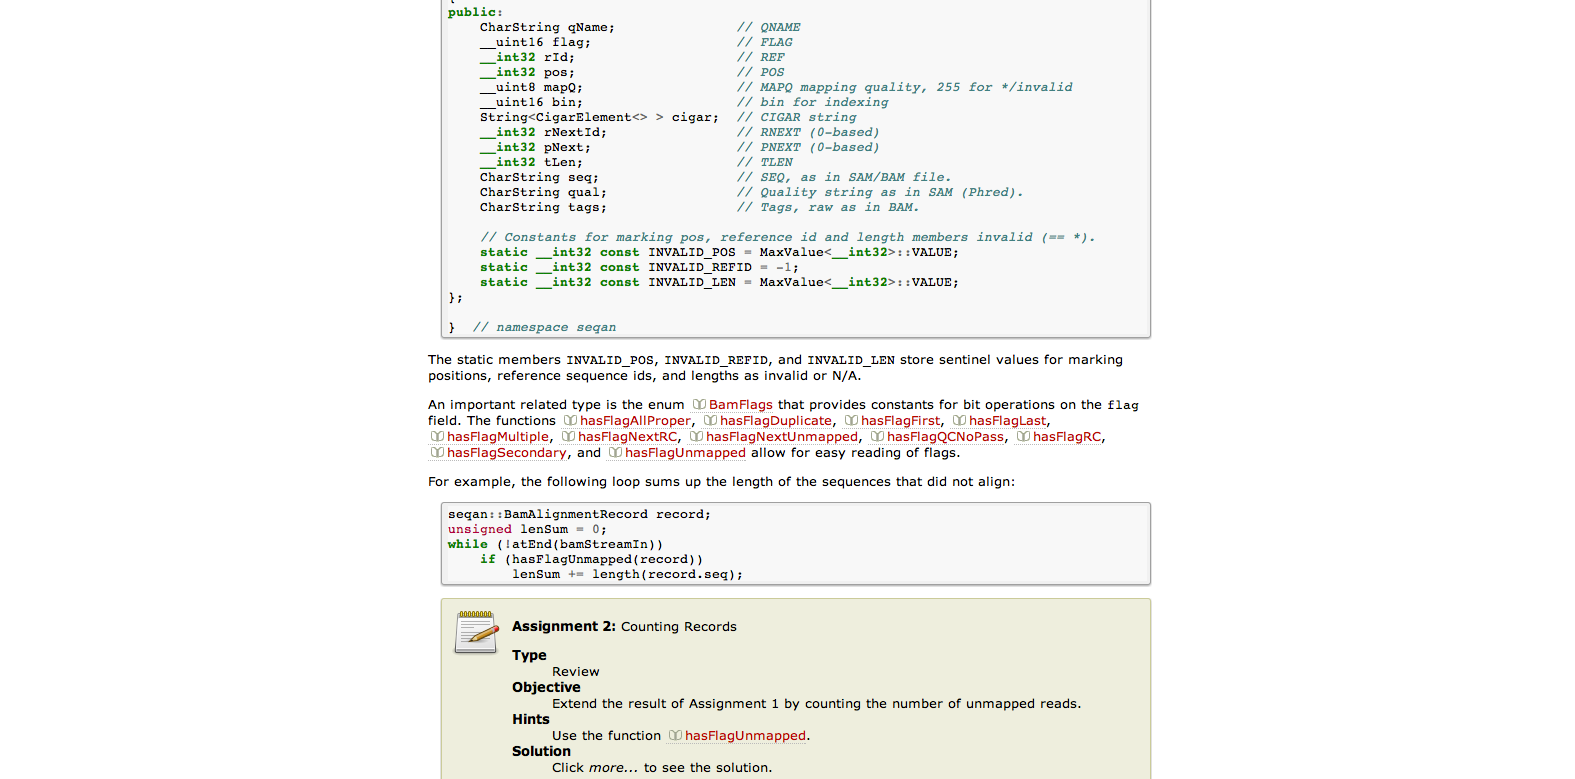 public:
    CharString qName;               // QNAME
    __uint16 flag;                  // FLAG
    __int32 rId;                    // REF
    __int32 pos;                    // POS
    __uint8 mapQ;                   // MAPQ mapping quality, 255 for */invalid
    __uint16 bin;                   // bin for indexing
    String<CigarElement<> > cigar;  // CIGAR string
    __int32 rNextId;                // RNEXT (0-based)
    __int32 pNext;                  // PNEXT (0-based)
    __int32 tLen;                   // TLEN
    CharString seq;                 // SEQ, as in SAM/BAM file.
    CharString qual;                // Quality string as in SAM (Phred).
    CharString tags;                // Tags, raw as in BAM.
    // Constants for marking pos, reference id and length members invalid (== *).
    static __int32 const INVALID_POS = MaxValue<__int32>::VALUE;
    static __int32 const INVALID_REFID = -1;
    static __int32 const INVALID_LEN = MaxValue<__int32>::VALUE;
};
}  // namespace seqan
The static members INVALID_POS, INVALID_REFID, and INVALID_LEN store sentinel values for marking
positions, reference sequence ids, and lengths as invalid or N/A.
An important related type is the enum BamFlags that provides constants for bit operations on the flag
field. The functions hasFlagAllProper, hasFlagDuplicate, hasFlagFirst, hasFlagLast,
hasFlagMultiple, hasFlagNextRC, hasFlagNextUnmapped, hasFlagQCNoPass, hasFlagRC,
hasFlagSecondary, and hasFlagUnmapped allow for easy reading of flags.
For example, the following loop sums up the length of the sequences that did not align:
seqan::BamAlignmentRecord record;
unsigned lenSum = 0;
while (!atEnd(bamStreamIn))
    if (hasFlagUnmapped(record))
        lenSum += length(record.seq);
Assignment 2: Counting Records
Type
Review
Objective
Extend the result of Assignment 1 by counting the number of unmapped reads.
Hints
Use the function hasFlagUnmapped.
Solution
Click more... to see the solution.